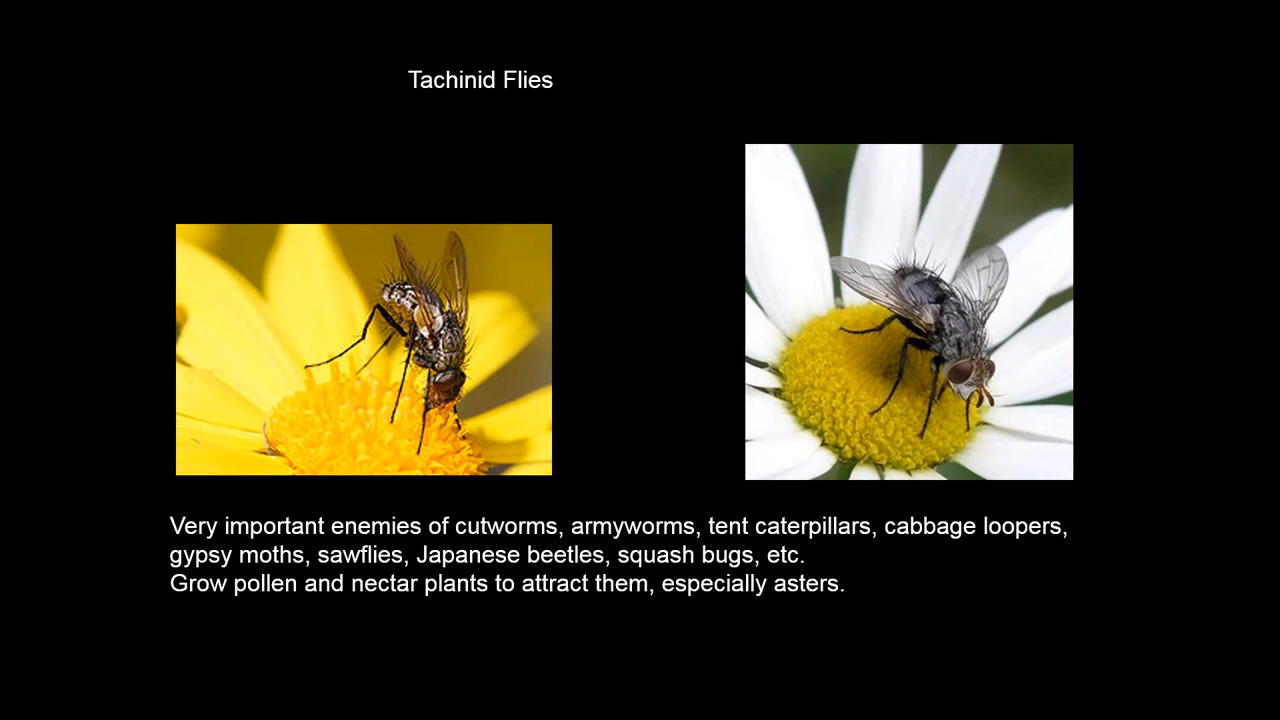 Tachinid Flies
Very important enemies of cutworms, armyworms, tent caterpillars, cabbage loopers,
gypsy moths, sawflies, Japanese beetles, squash bugs, etc.
Grow pollen and nectar plants to attract them, especially asters.